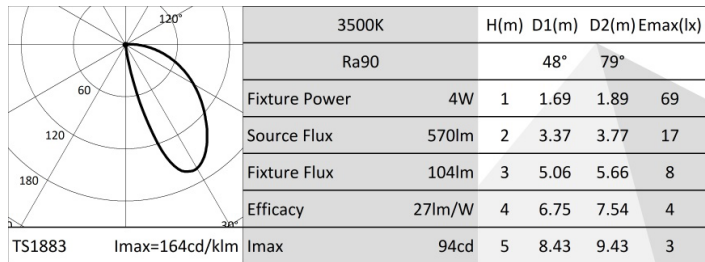 120°
60
120
180
30°
TS1883 Imax=164cd/klm
3500K H(m) D1(m) D2(m) Emax(lx)
Ra90 48° 79°
Fixture Power 4W 1 1.69 1.89 69
Source Flux 570lm 2 3.37 3.77 17
Fixture Flux 104lm 3 5.06 5.66 8
Efficacy 27lm/W 4 6.75 7.54 4
Imax 94cd 5 8.43 9.43 3